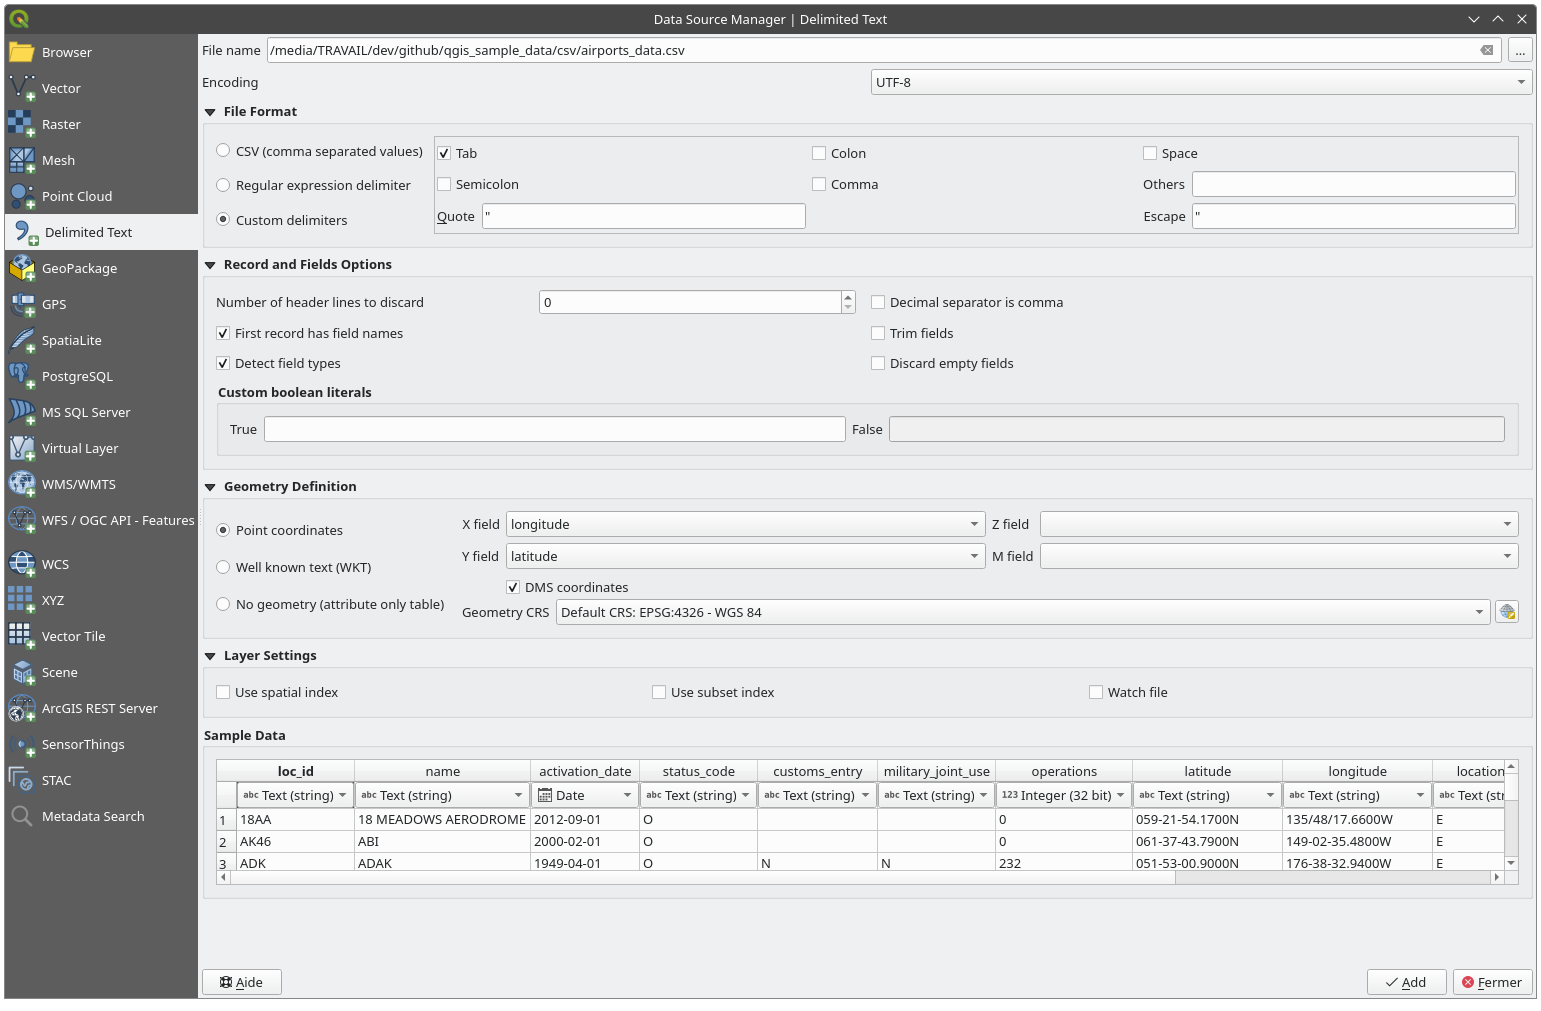 Data Source Manager | Delimited Text
Browser
Vector
Raster
Mesh
Point Cloud
Delimited Text
GeoPackage
GPS
SpatiaLite
PostgreSQL
MS SQL Server
Virtual Layer
WMS/WMTS
WFS / OGC API - Features
WCS
XYZ
Vector Tile
Scene
ArcGIS REST Server
SensorThings
STAC
Metadata Search
File name /media/TRAVAIL/dev/github/qgis_sample_data/csv/airports_data.csv ...
Encoding UTF-8
File Format
CSV (comma separated values) Tab Colon Space
Regular expression delimiter Semicolon Comma Others
Custom delimiters Quote " Escape "
Record and Fields Options
Number of header lines to discard 0 Decimal separator is comma
First record has field names Trim fields
Detect field types Discard empty fields
Custom boolean literals
True False
Geometry Definition
Point coordinates X field longitude Z field
Y field latitude M field
Well known text (WKT)
DMS coordinates
No geometry (attribute only table) Geometry CRS Default CRS: EPSG:4326 - WGS 84
Layer Settings
Use spatial index Use subset index Watch file
Sample Data
loc_id name activation_date status_code customs_entry military_joint_use operations latitude longitude location
abc Text (string) abc Text (string) Date abc Text (string) abc Text (string) abc Text (string) 123 Integer (32 bit) abc Text (string) abc Text (string) abc Text (str
1 18AA 18 MEADOWS AERODROME 2012-09-01 O 0 059-21-54.1700N 135/48/17.6600W E
2 AK46 ABI 2000-02-01 O 0 061-37-43.7900N 149-02-35.4800W E
3 ADK ADAK 1949-04-01 O N N 232 051-53-00.9000N 176-38-32.9400W E
Aide Add Fermer